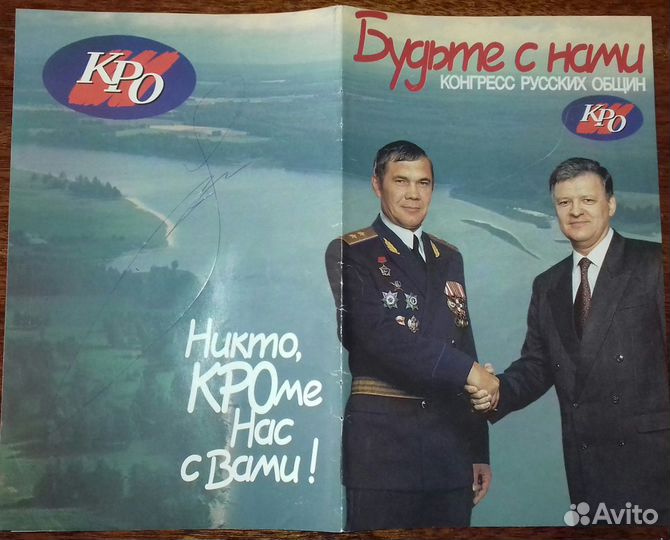 КРО
Никто,
КРОме
Нас
с Вами!
Будьте с нами
КОНГРЕСС РУССКИХ ОБЩИН
КРО
Avito